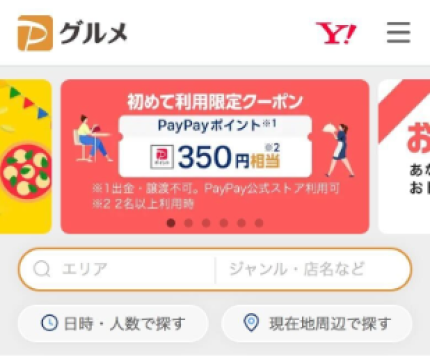 グルメ
Y!
初めて利用限定クーポン
PayPayポイント※1
350円相当※2
※1出金・譲渡不可。PayPay公式ストア利用可
※2 2名以上利用時
お
あな
お
エリア
ジャンル・店名など
日時・人数で探す
現在地周辺で探す